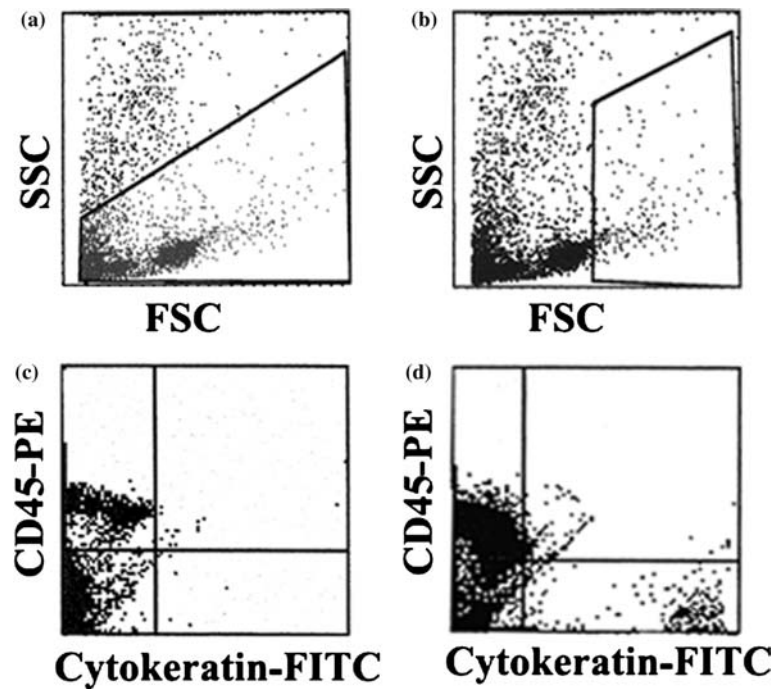 (a)
SSC
FSC
(b)
SSC
FSC
(c)
CD45-PE
Cytokeratin-FITC
(d)
CD45-PE
Cytokeratin-FITC